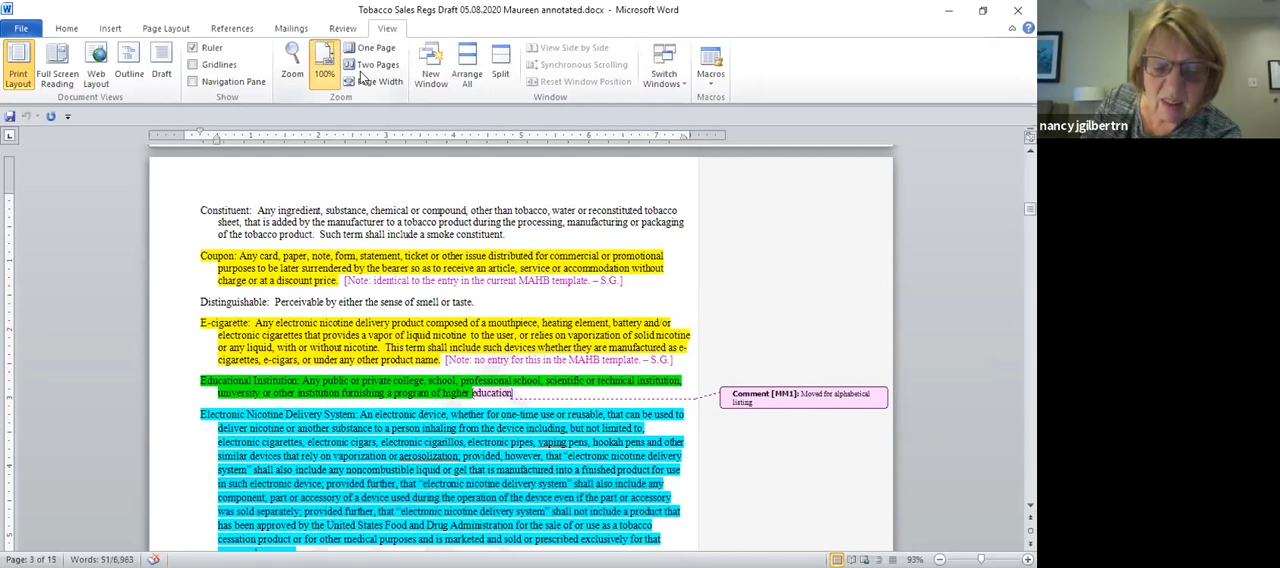 Tobacco Sales Regs Draft 05.08.2020 Maureen annotated.docx - Microsoft Word
File Home Insert Page Layout References Mailings Review View
Print Layout
Full Screen Reading
Web Layout
Outline
Draft
Document Views
Ruler
Gridlines
Navigation Pane
Show
Zoom
100%
One Page
Two Pages
Page Width
Zoom
New Window
Arrange All
Split
View Side by Side
Synchronous Scrolling
Reset Window Position
Window
Switch Windows
Macros
Macros
nancy jgilbertrn
1 2 3 4 5 6 7
Constituent: Any ingredient, substance, chemical or compound, other than tobacco, water or reconstituted tobacco
sheet, that is added by the manufacturer to a tobacco product during the processing, manufacturing or packaging
of the tobacco product. Such term shall include a smoke constituent.
Coupon: Any card, paper, note, form, statement, ticket or other issue distributed for commercial or promotional
purposes to be later surrendered by the bearer so as to receive an article, service or accommodation without
charge or at a discount price. [Note: identical to the entry in the current MAHB template. – S.G.]
Distinguishable: Perceivable by either the sense of smell or taste.
E-cigarette: Any electronic nicotine delivery product composed of a mouthpiece, heating element, battery and/or
electronic cigarettes that provides a vapor of liquid nicotine to the user, or relies on vaporization of solid nicotine
or any liquid, with or without nicotine. This term shall include such devices whether they are manufactured as e-
cigarettes, e-cigars, or under any other product name. [Note: no entry for this in the MAHB template. – S.G.]
Educational Institution: Any public or private college, school, professional school, scientific or technical institution,
university or other institution furnishing a program of higher education
Comment [MM1]: Moved for alphabetical
listing
Electronic Nicotine Delivery System: An electronic device, whether for one-time use or reusable, that can be used to
deliver nicotine or another substance to a person inhaling from the device including, but not limited to,
electronic cigarettes, electronic cigars, electronic cigarillos, electronic pipes, vaping pens, hookah pens and other
similar devices that rely on vaporization or aerosolization; provided, however, that “electronic nicotine delivery
system” shall also include any noncombustible liquid or gel that is manufactured into a finished product for use
in such electronic device; provided further, that “electronic nicotine delivery system” shall also include any
component, part or accessory of a device used during the operation of the device even if the part or accessory
was sold separately; provided further, that “electronic nicotine delivery system” shall not include a product that
has been approved by the United States Food and Drug Administration for the sale of or use as a tobacco
cessation product or for other medical purposes and is marketed and sold or prescribed exclusively for that
Page: 3 of 15 Words: 51/6,963 93%